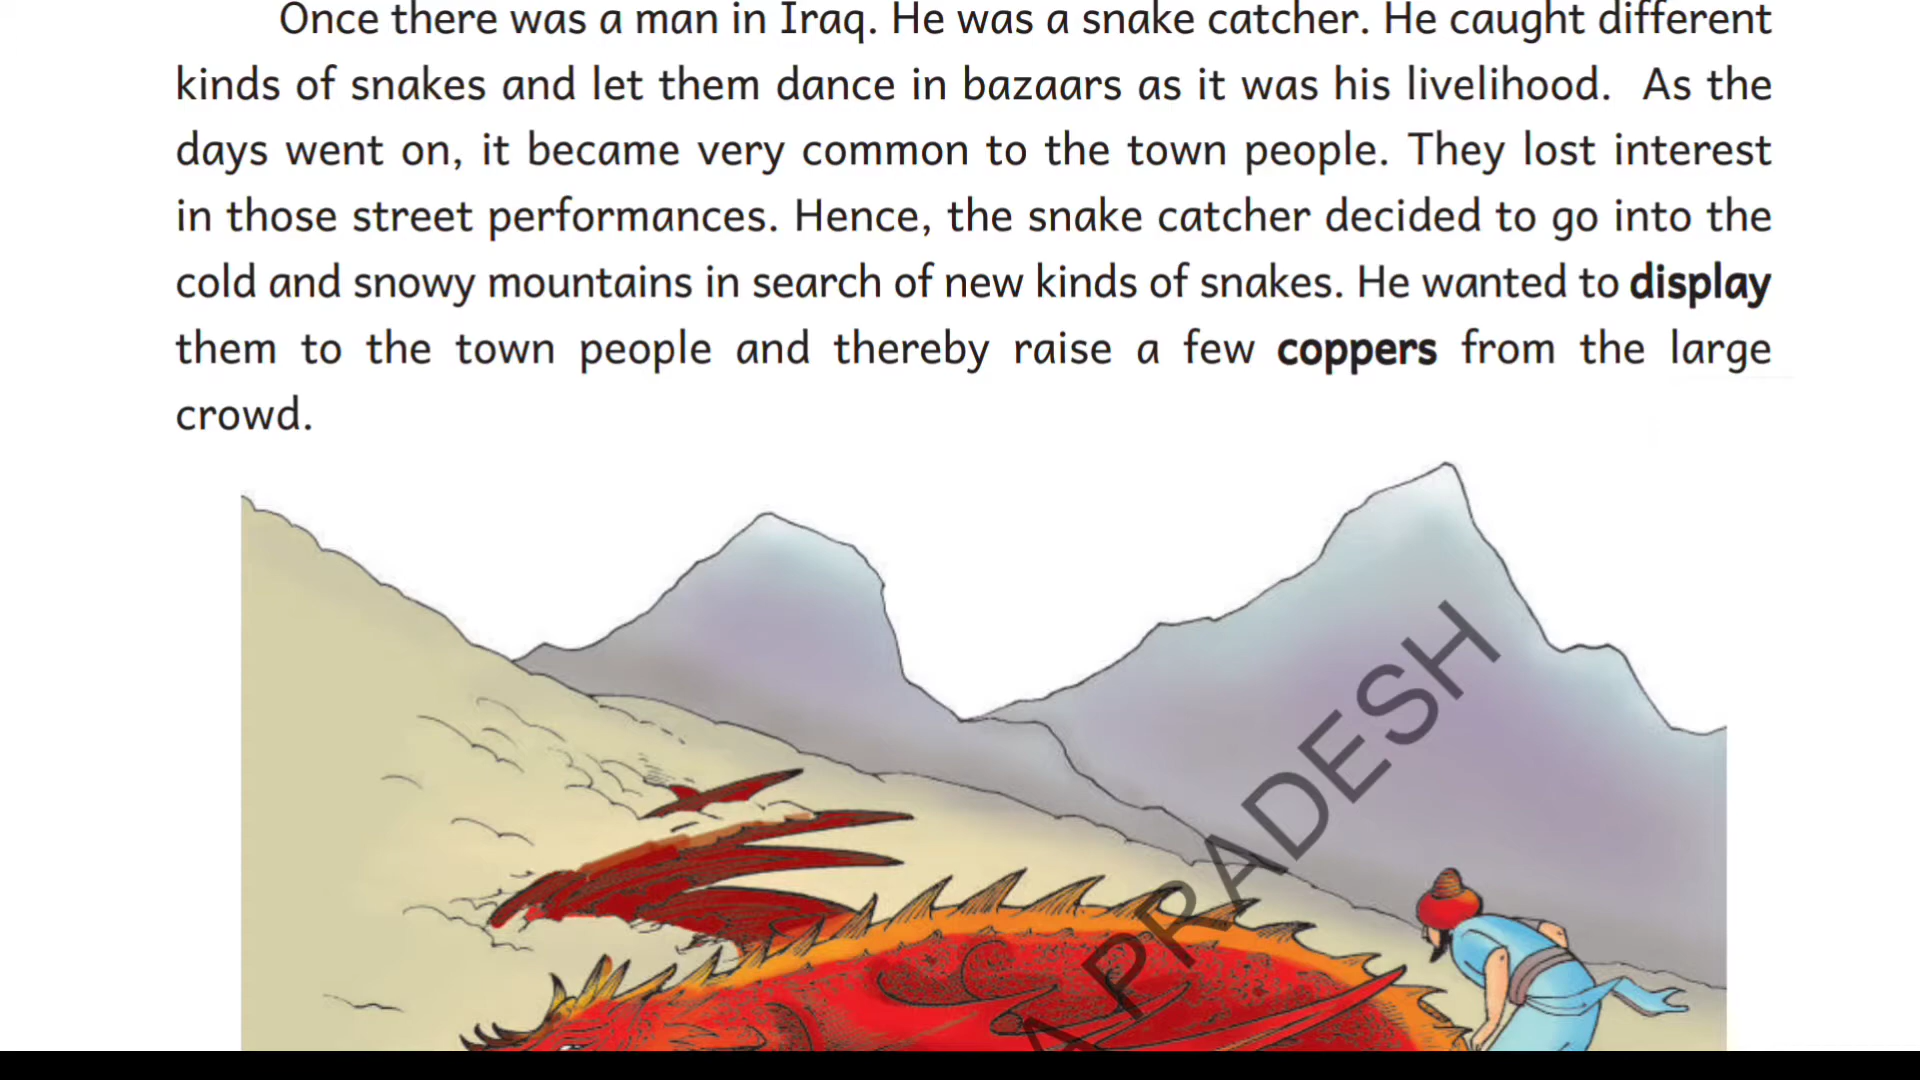 Once there was a man in Iraq. He was a snake catcher. He caught different
kinds of snakes and let them dance in bazaars as it was his livelihood. As the
days went on, it became very common to the town people. They lost interest
in those street performances. Hence, the snake catcher decided to go into the
cold and snowy mountains in search of new kinds of snakes. He wanted to display
them to the town people and thereby raise a few coppers from the large
crowd.
A PRADESH